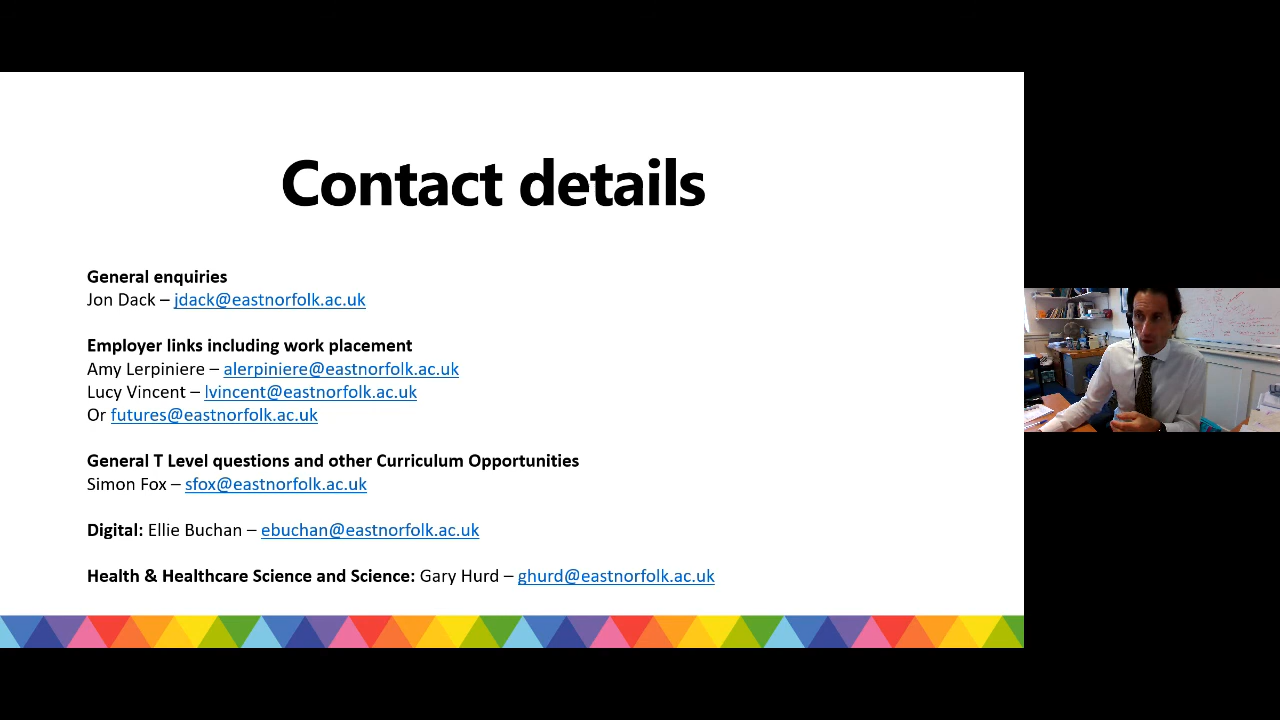 Contact details
General enquiries
Jon Dack – jdack@eastnorfolk.ac.uk
Employer links including work placement
Amy Lerpiniere – alerpiniere@eastnorfolk.ac.uk
Lucy Vincent – lvincent@eastnorfolk.ac.uk
Or futures@eastnorfolk.ac.uk
General T Level questions and other Curriculum Opportunities
Simon Fox – sfox@eastnorfolk.ac.uk
Digital: Ellie Buchan – ebuchan@eastnorfolk.ac.uk
Health & Healthcare Science and Science: Gary Hurd – ghurd@eastnorfolk.ac.uk